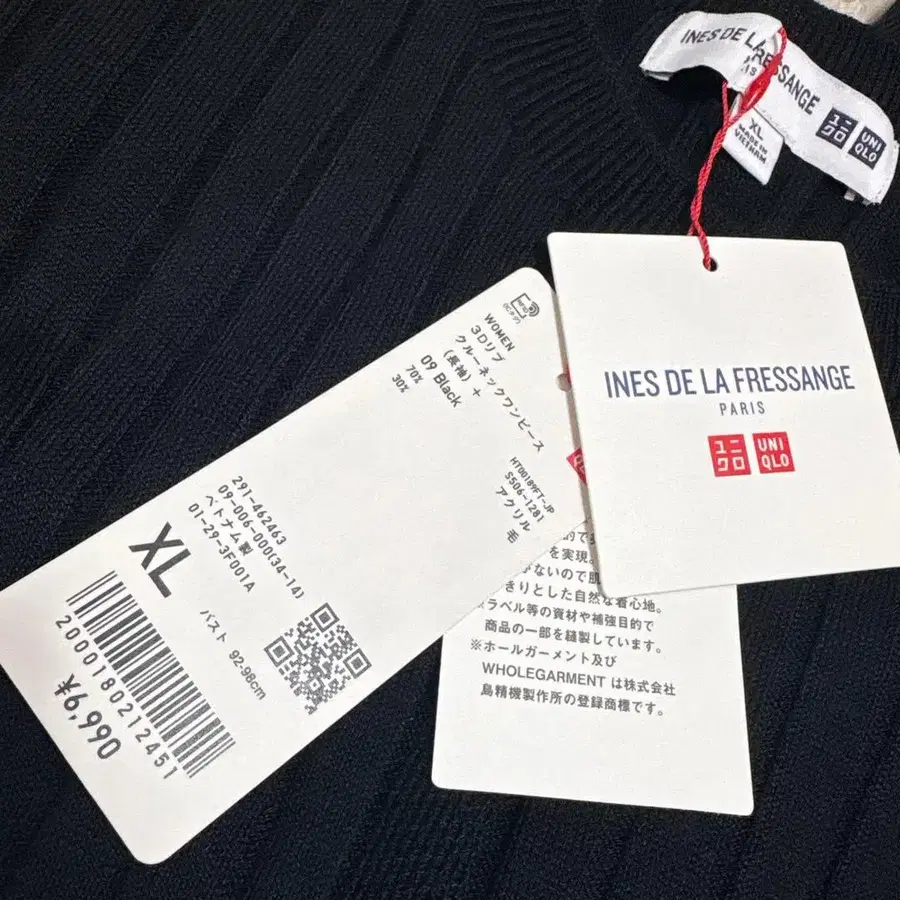 INES DE LA FRESSANGE
XL
MADE IN
VIETNAM
ユニ
クロ
UNI
QLO
INES DE LA FRESSANGE
PARIS
ユニ
クロ
UNI
QLO
WOMEN
3Dリブ
クルーネックワンピース
(長袖)+
09 Black
70%
30%
HT00189FT-JP
S506-1281
アクリル
毛
291-462463
09-006-000(34-14)
ベトナム製
01-29-3F001A
XL
バスト 92-98cm
2000180212451
¥6,990
を実現。
ないので肌
きりとした自然な着心地。
※ラベル等の資材や補強目的で
商品の一部を縫製しています。
※ホールガーメント及び
WHOLEGARMENT は株式会社
島精機製作所の登録商標です。